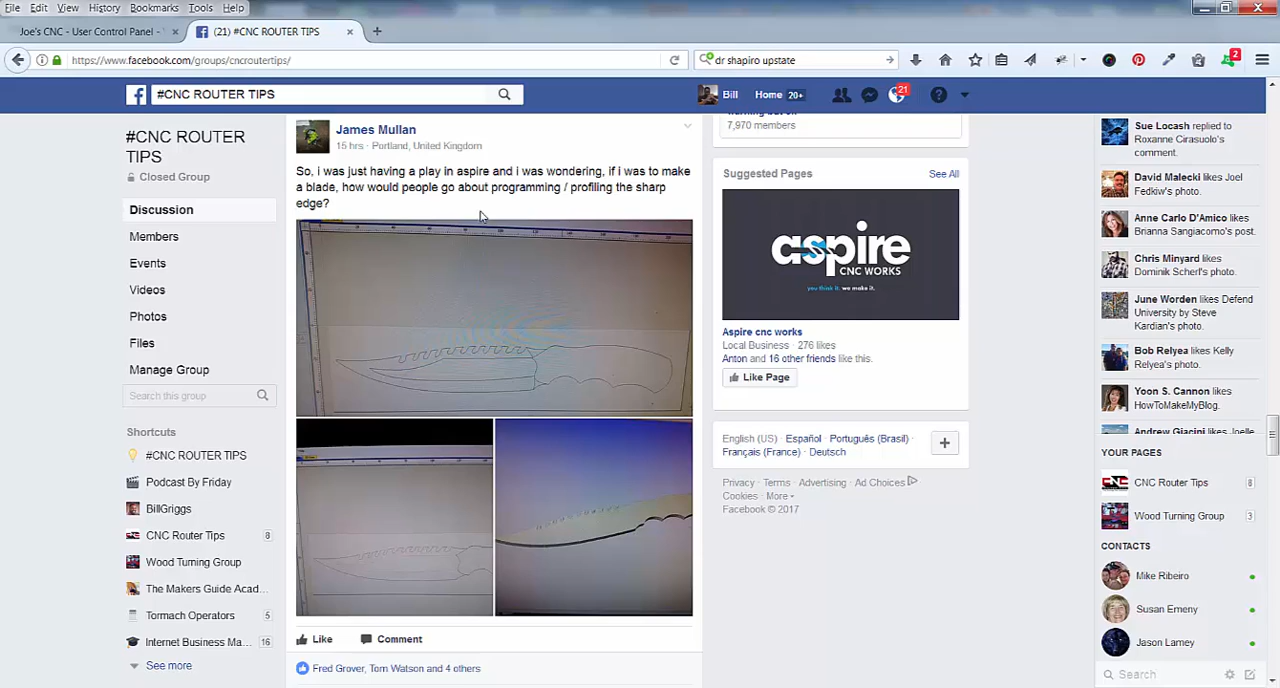 File Edit View History Bookmarks Tools Help
Joe's CNC - User Control Panel -
(21) #CNC ROUTER TIPS
https://www.facebook.com/groups/cncroutertips/
dr shapiro upstate
2
#CNC ROUTER TIPS
Bill
Home 20+
21
#CNC ROUTER
TIPS
Closed Group
Discussion
Members
Events
Videos
Photos
Files
Manage Group
Search this group
Shortcuts
#CNC ROUTER TIPS
Podcast By Friday
BillGriggs
CNC Router Tips 8
Wood Turning Group
The Makers Guide Acad...
Tormach Operators 5
Internet Business Ma... 16
See more
James Mullan
15 hrs · Portland, United Kingdom
So, i was just having a play in aspire and i was wondering, if i was to make
a blade, how would people go about programming / profiling the sharp
edge?
Like Comment
Fred Grover, Tom Watson and 4 others
7,970 members
Suggested Pages See All
aspire
CNC WORKS
you think it. we make it.
Aspire cnc works
Local Business · 276 likes
Anton and 16 other friends like this.
Like Page
English (US) · Español · Português (Brasil) ·
Français (France) · Deutsch
Privacy · Terms · Advertising · Ad Choices
Cookies · More
Facebook © 2017
Sue Locash replied to
Roxanne Cirasuolo's
comment.
David Malecki likes Joel
Fedkiw's photo.
Anne Carlo D'Amico likes
Brianna Sangiacomo's post.
Chris Minyard likes
Dominik Scherf's photo.
June Worden likes Defend
University by Steve
Kardian's photo.
Bob Relyea likes Kelly
Relyea's photo.
Yoon S. Cannon likes
HowToMakeMyBlog.
Andrew Giacini likes Joelle
YOUR PAGES
CNC Router Tips 8
Wood Turning Group 3
CONTACTS
Mike Ribeiro
Susan Emeny
Jason Lamey
Search